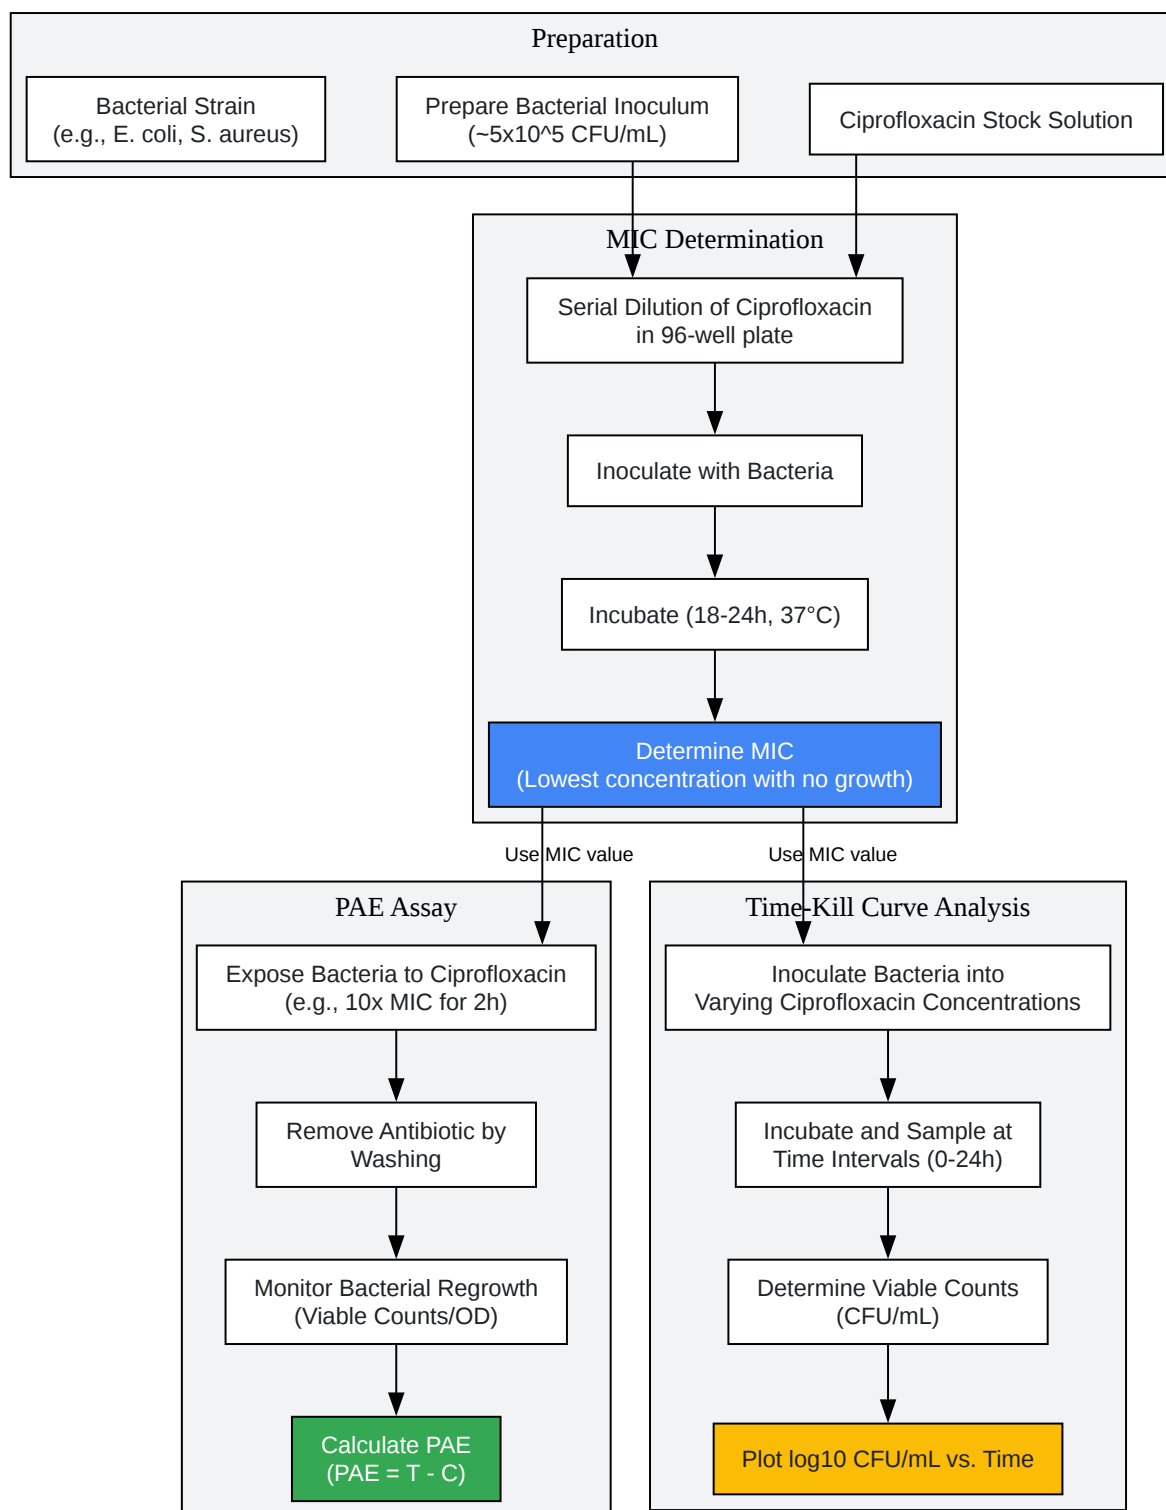 Preparation
Bacterial Strain
(e.g., E. coli, S. aureus)
Prepare Bacterial Inoculum
(~5x10^5 CFU/mL)
Ciprofloxacin Stock Solution
MIC Determination
Serial Dilution of Ciprofloxacin
in 96-well plate
Inoculate with Bacteria
Incubate (18-24h, 37°C)
Determine MIC
(Lowest concentration with no growth)
Use MIC value
Use MIC value
PAE Assay
Expose Bacteria to Ciprofloxacin
(e.g., 10x MIC for 2h)
Remove Antibiotic by
Washing
Monitor Bacterial Regrowth
(Viable Counts/OD)
Calculate PAE
(PAE = T - C)
Time-Kill Curve Analysis
Inoculate Bacteria into
Varying Ciprofloxacin Concentrations
Incubate and Sample at
Time Intervals (0-24h)
Determine Viable Counts
(CFU/mL)
Plot log10 CFU/mL vs. Time